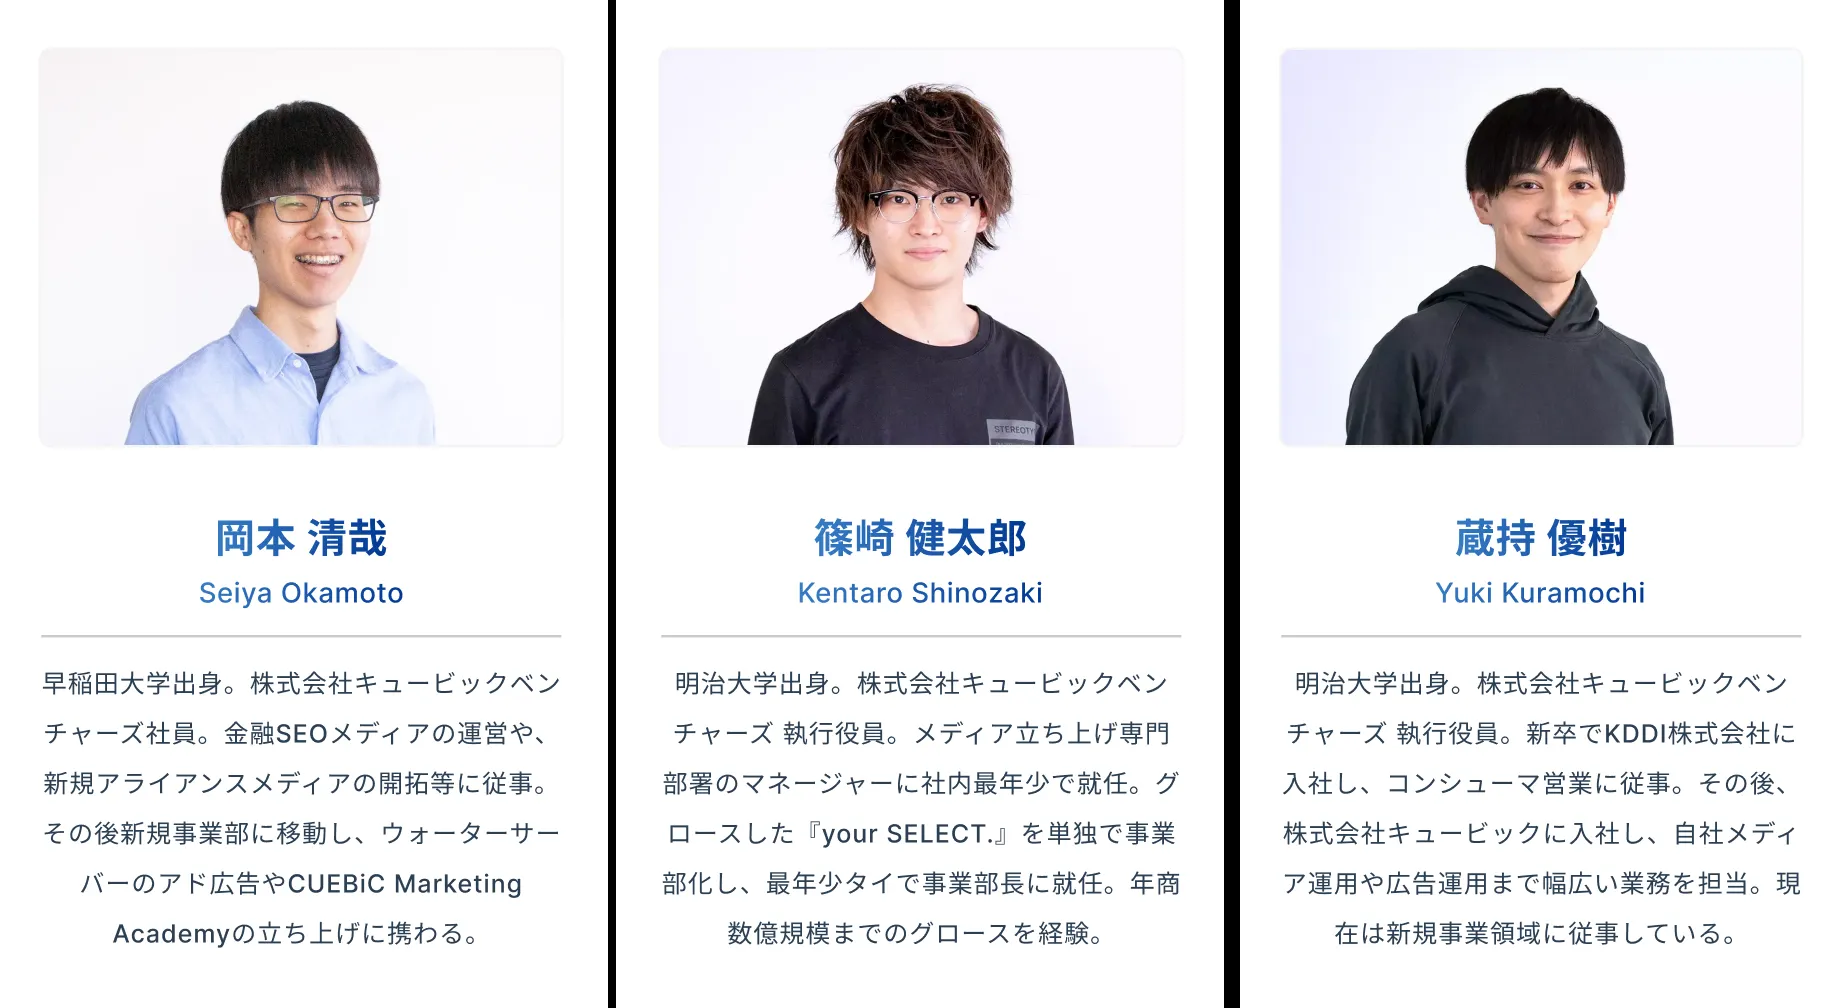 岡本 清哉
Seiya Okamoto
早稲田大学出身。株式会社キュービックベン
チャーズ社員。金融SEOメディアの運営や、
新規アライアンスメディアの開拓等に従事。
その後新規事業部に移動し、ウォーターサー
バーのアド広告やCUEBiC Marketing
Academyの立ち上げに携わる。
STEREOTY
篠崎 健太郎
Kentaro Shinozaki
明治大学出身。株式会社キュービックベン
チャーズ 執行役員。メディア立ち上げ専門
部署のマネージャーに社内最年少で就任。グ
ロースした『your SELECT.』を単独で事業
部化し、最年少タイで事業部長に就任。年商
数億規模までのグロースを経験。
蔵持 優樹
Yuki Kuramochi
明治大学出身。株式会社キュービックベン
チャーズ 執行役員。新卒でKDDI株式会社に
入社し、コンシューマ営業に従事。その後、
株式会社キュービックに入社し、自社メディ
ア運用や広告運用まで幅広い業務を担当。現
在は新規事業領域に従事している。